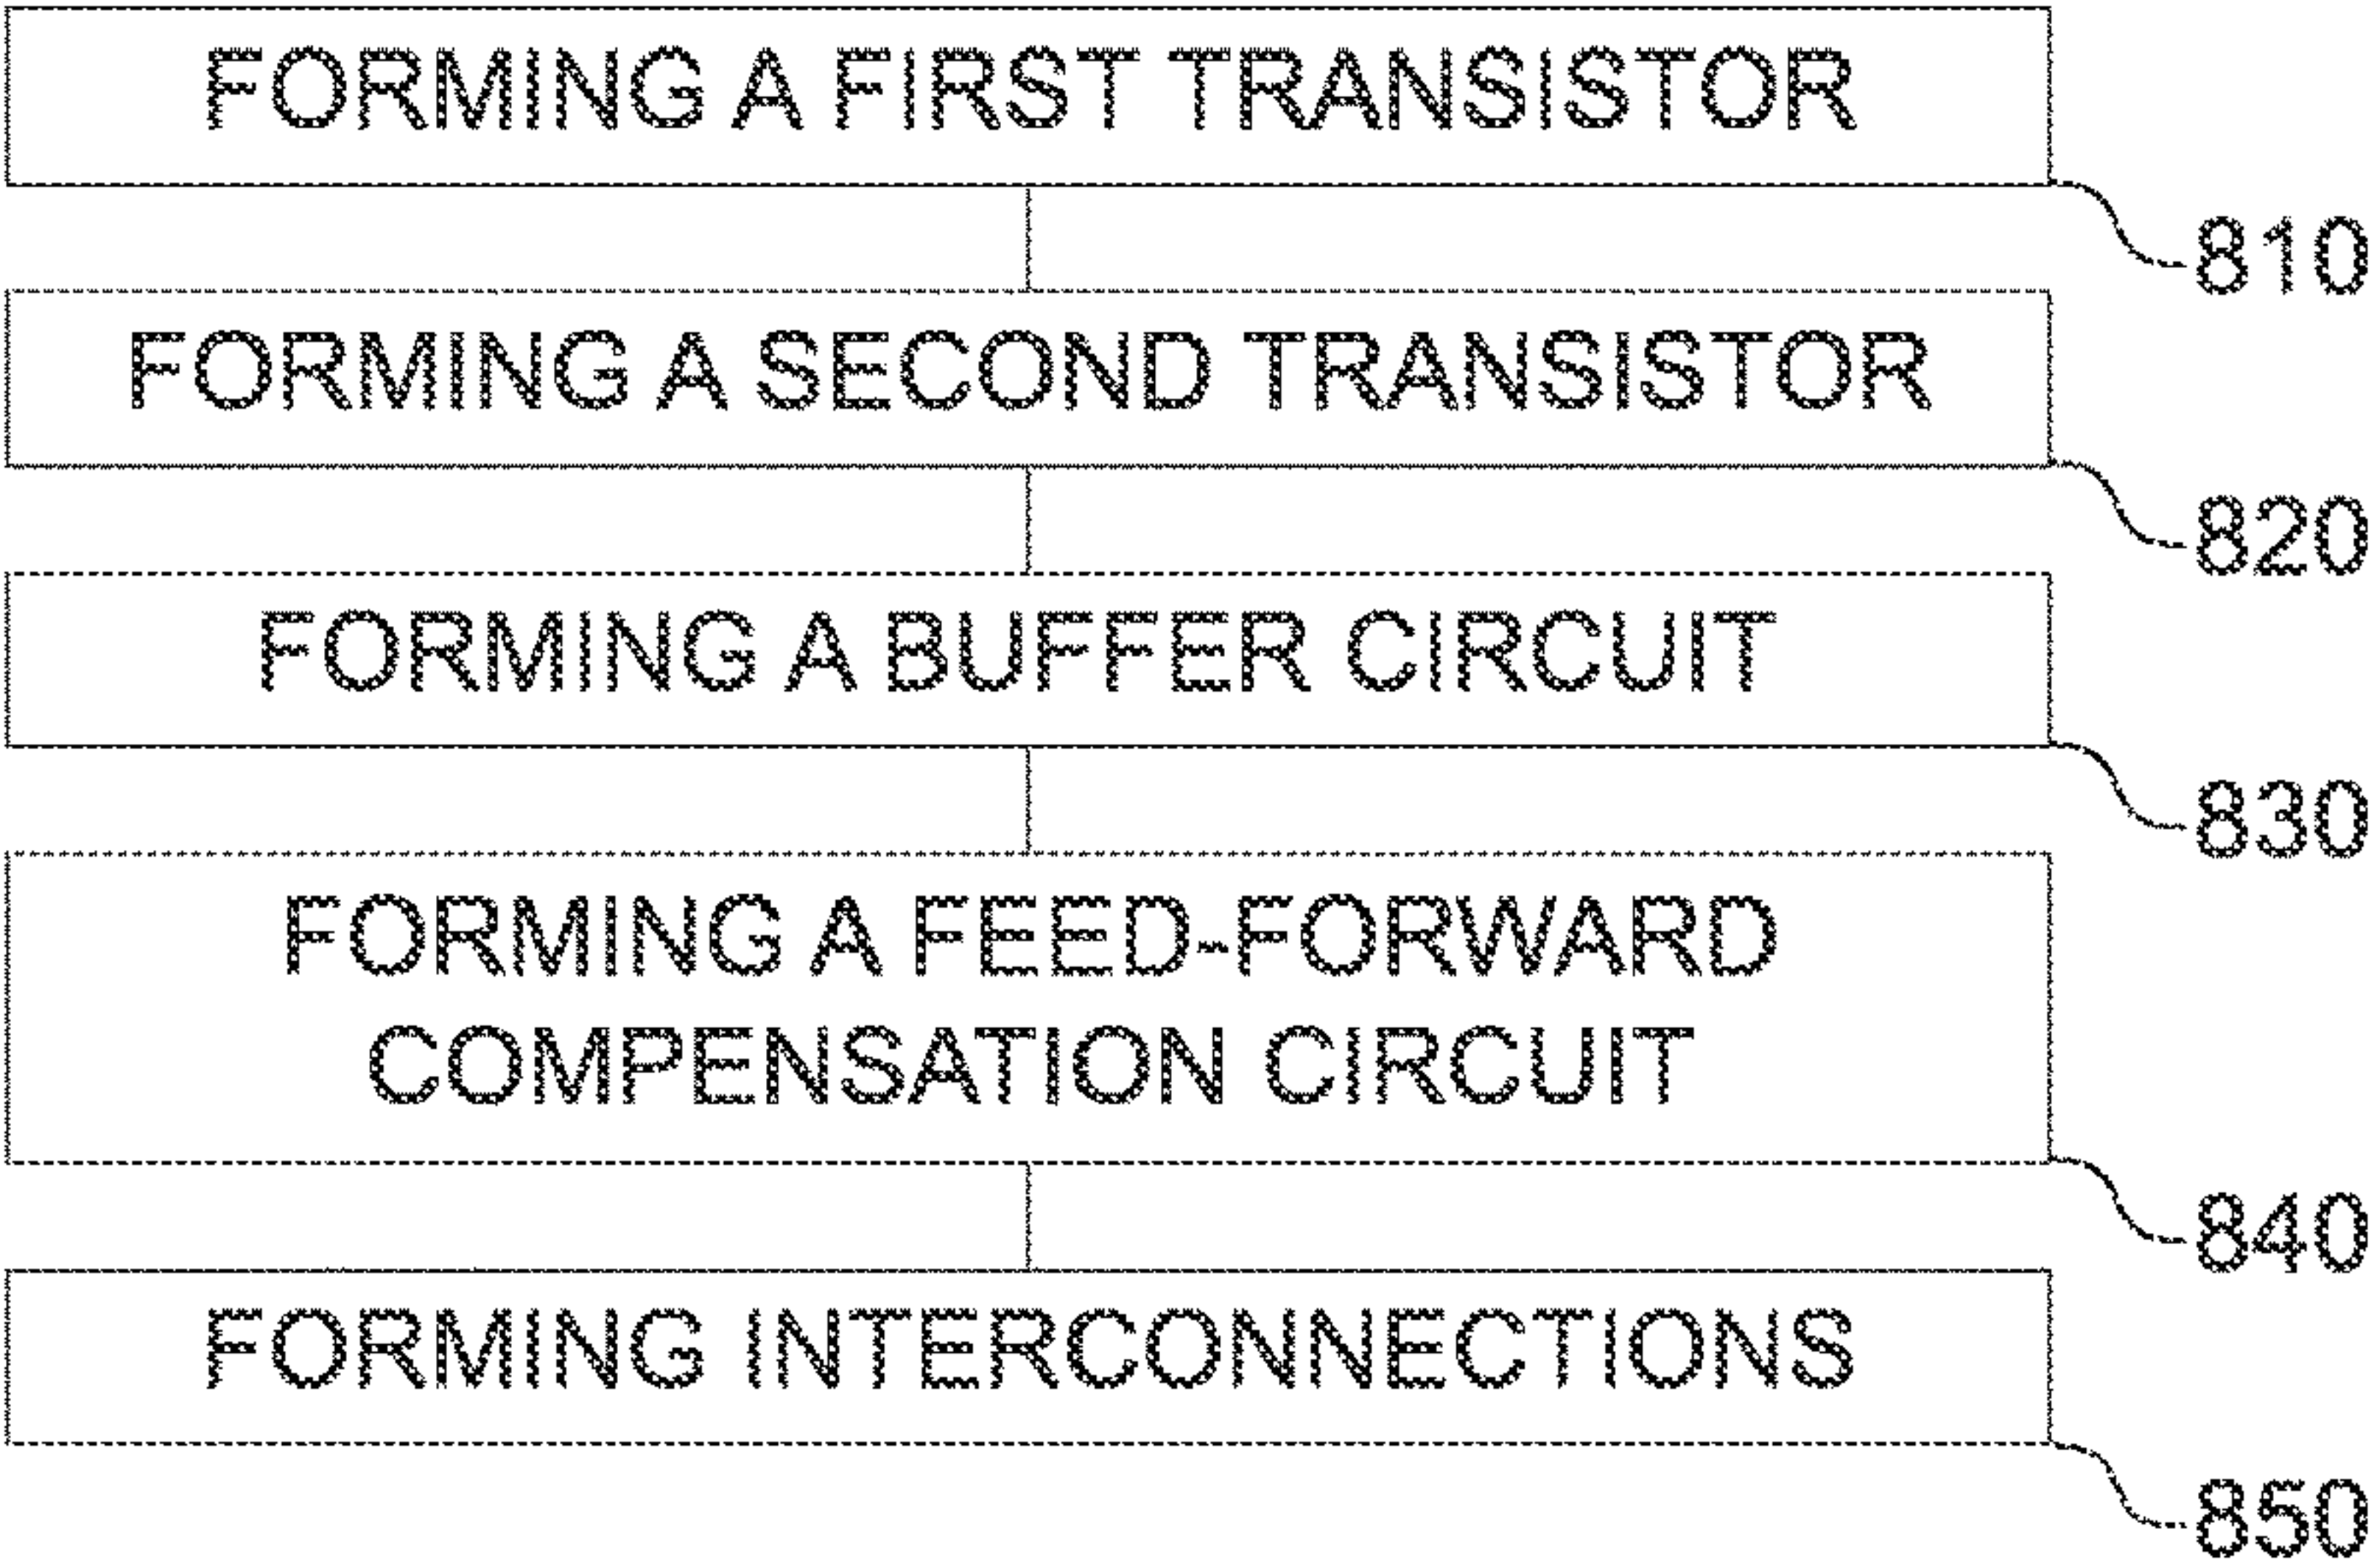 FORMING A FIRST TRANSISTOR
810
FORMING A SECOND TRANSISTOR
820
FORMING A BUFFER CIRCUIT
830
FORMING A FEED-FORWARD
COMPENSATION CIRCUIT
840
FORMING INTERCONNECTIONS
850